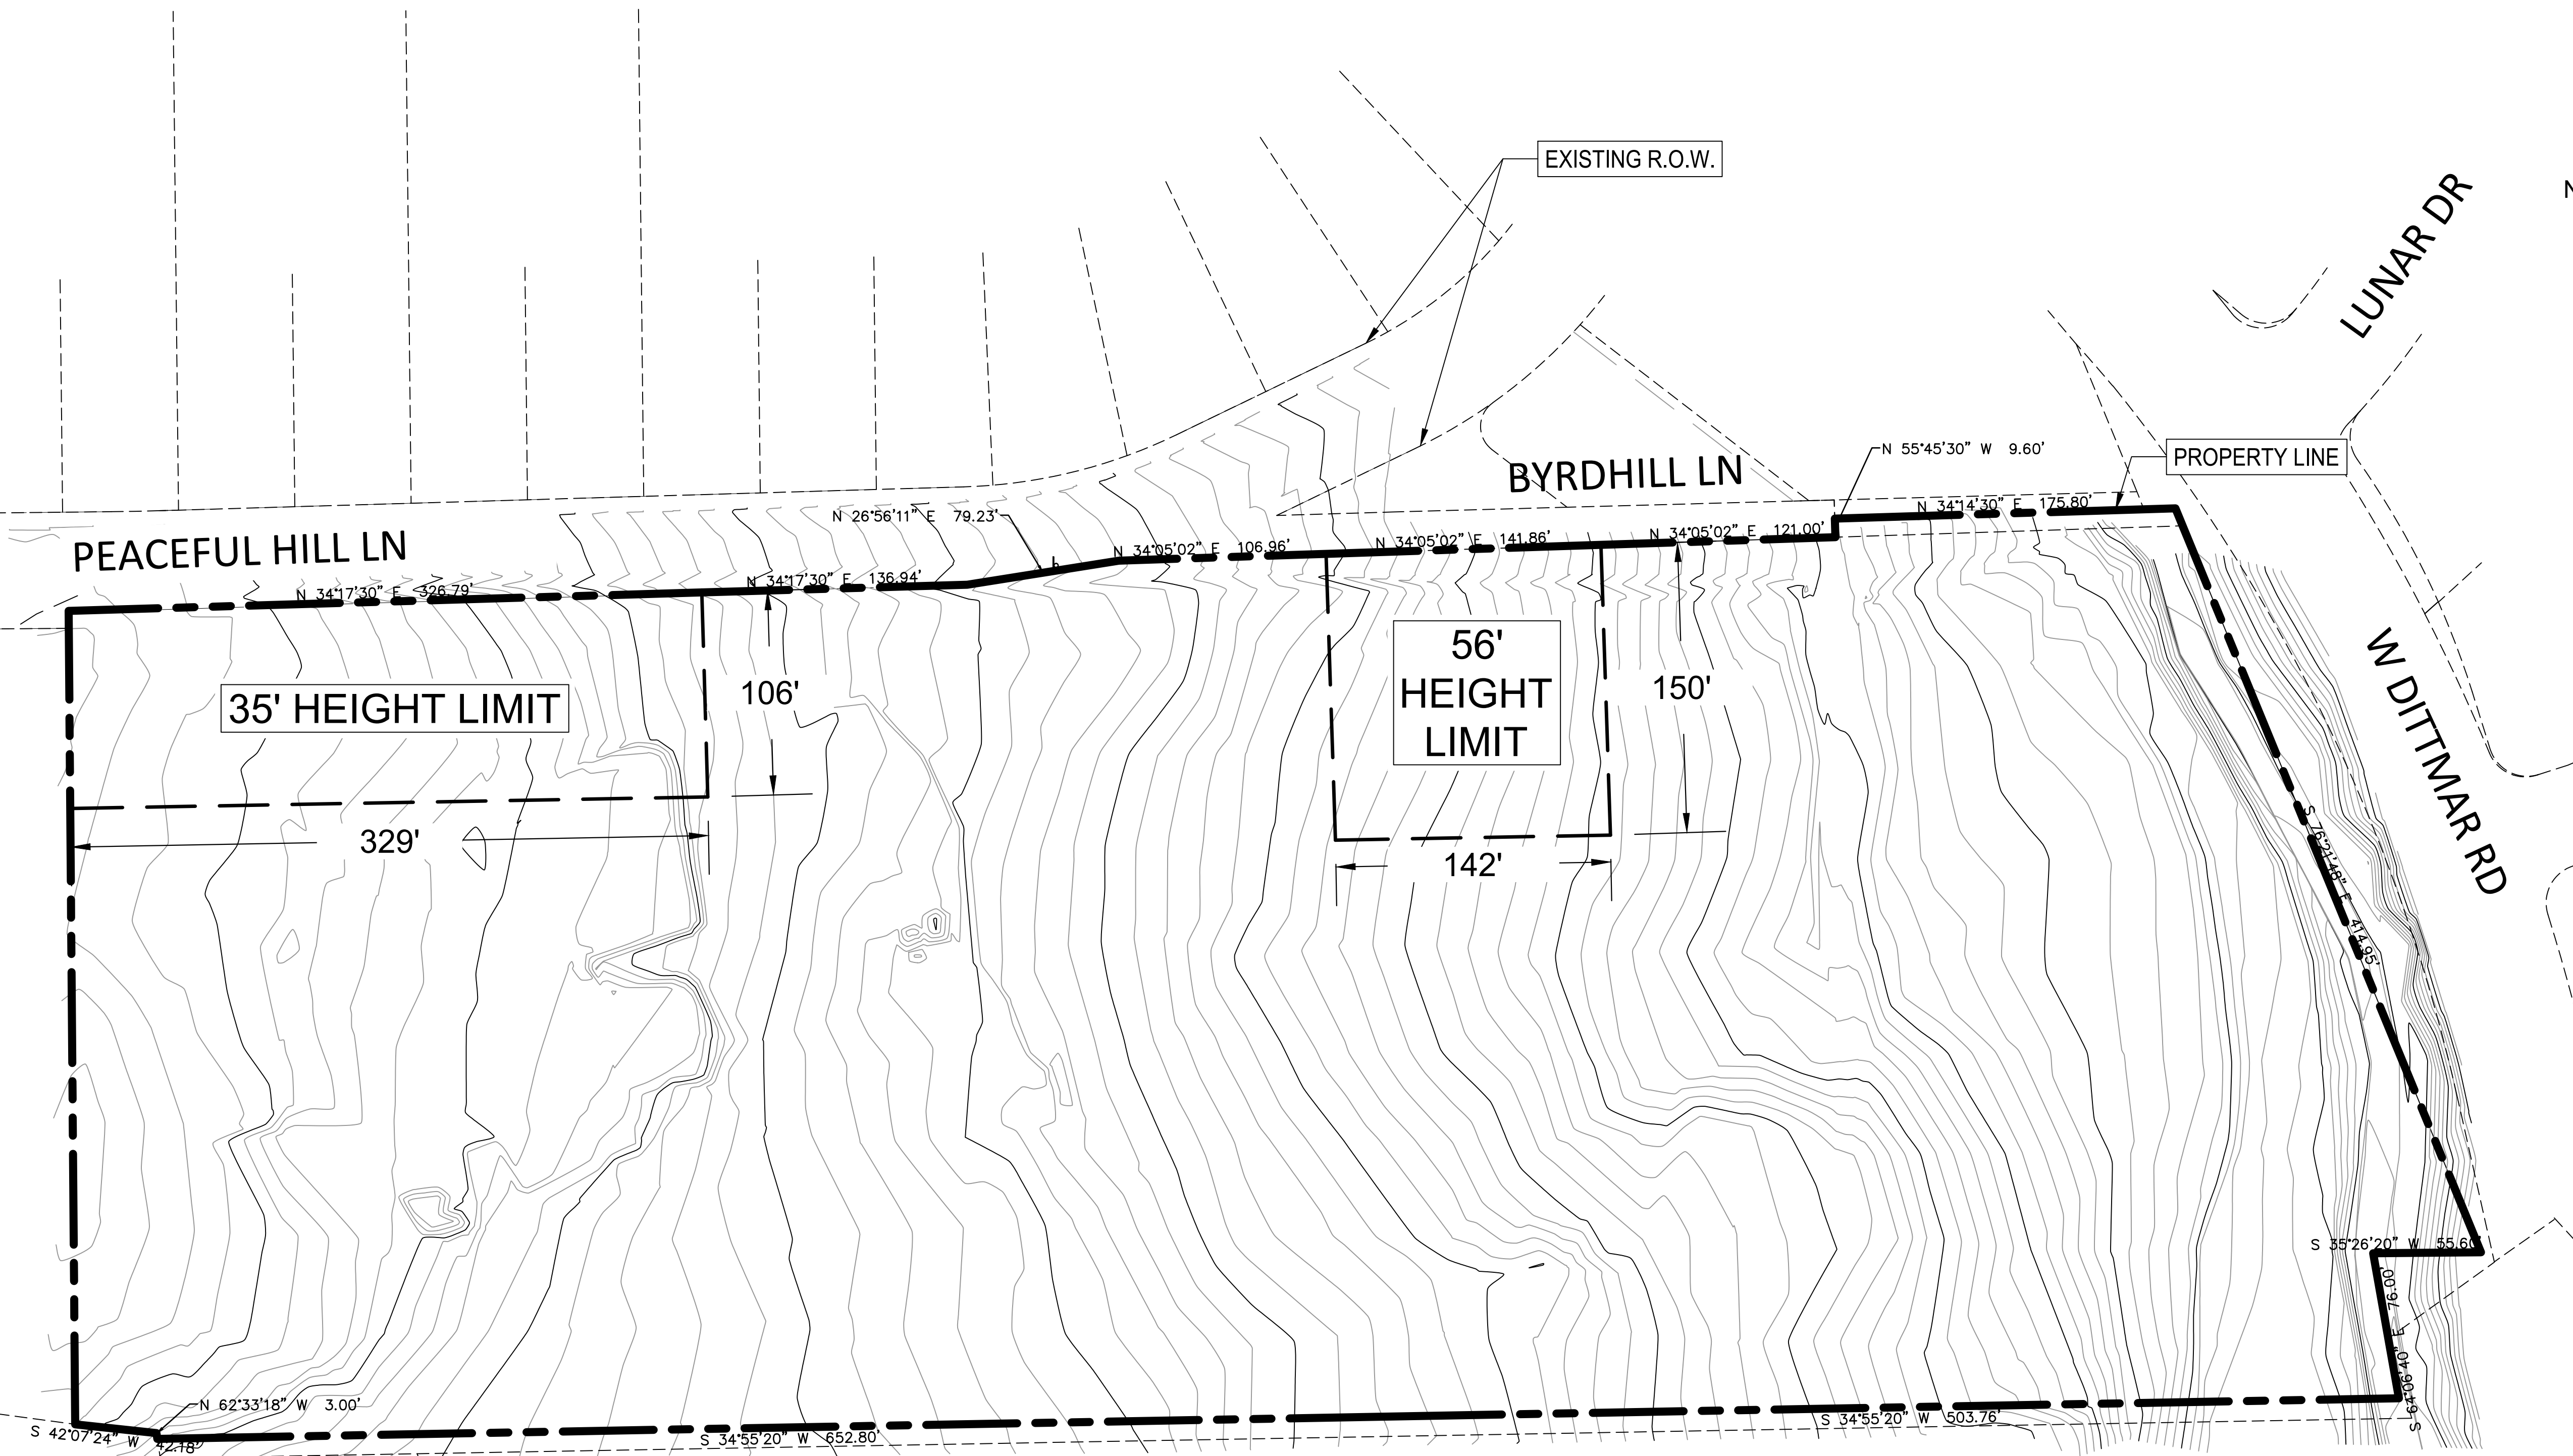 EXISTING R.O.W.
LUNAR DR
N
BYRDHILL LN
N 55°45'30" W 9.60'
PROPERTY LINE
N 34°14'30" E 175.80'
N 26°56'11" E 79.23'
PEACEFUL HILL LN
N 34°05'02" E 106.96'
N 34°05'02" E 141.86'
N 34°05'02" E 121.00'
N 34°17'30" E 326.79'
N 34°17'30" E 136.94'
35' HEIGHT LIMIT
106'
56'
HEIGHT
LIMIT
150'
W DITTMAR RD
329'
142'
S 76°21'48" E 414.95'
S 35°26'20" W 55.60'
S 64°06'40" E 76.00'
N 62°33'18" W 3.00'
S 42°07'24" W 42.18'
S 34°55'20" W 652.80'
S 34°55'20" W 503.76'